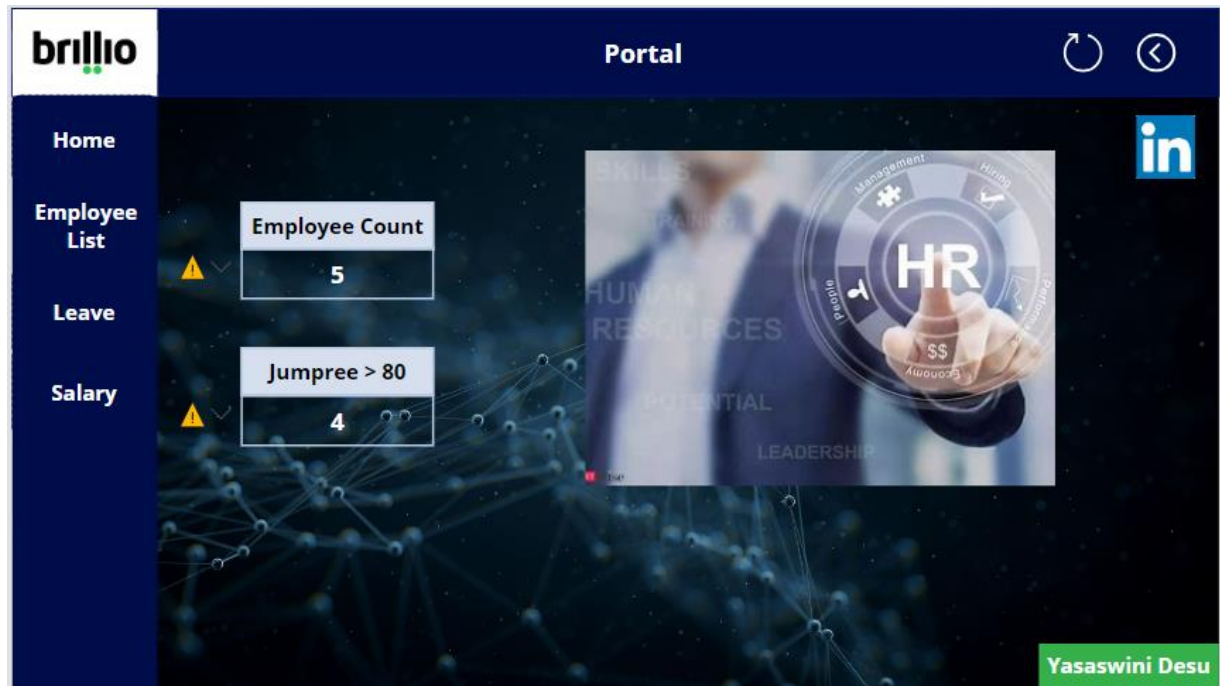 brillio
Portal
Home
Employee
List
Leave
Salary
in
Employee Count
5
Jumpree > 80
4
SKILLS
TRAINING
HUMAN
RESOURCES
POTENTIAL
LEADERSHIP
Management
Hiring
People
HR
$$
Economy
Yasaswini Desu